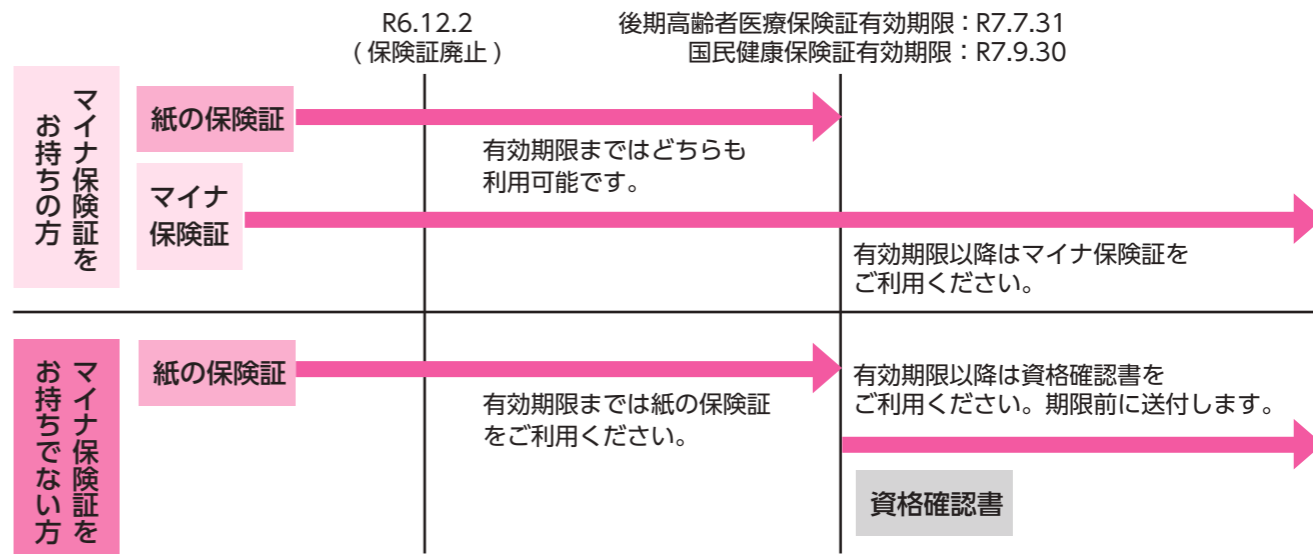 R6.12.2
(保険証廃止)
後期高齢者医療保険証有効期限：R7.7.31
国民健康保険証有効期限：R7.9.30
マイナ保険証を
お持ちの方
紙の保険証
有効期限まではどちらも
利用可能です。
マイナ
保険証
有効期限以降はマイナ保険証を
ご利用ください。
マイナ保険証を
お持ちでない方
紙の保険証
有効期限までは紙の保険証
をご利用ください。
有効期限以降は資格確認書を
ご利用ください。期限前に送付します。
資格確認書